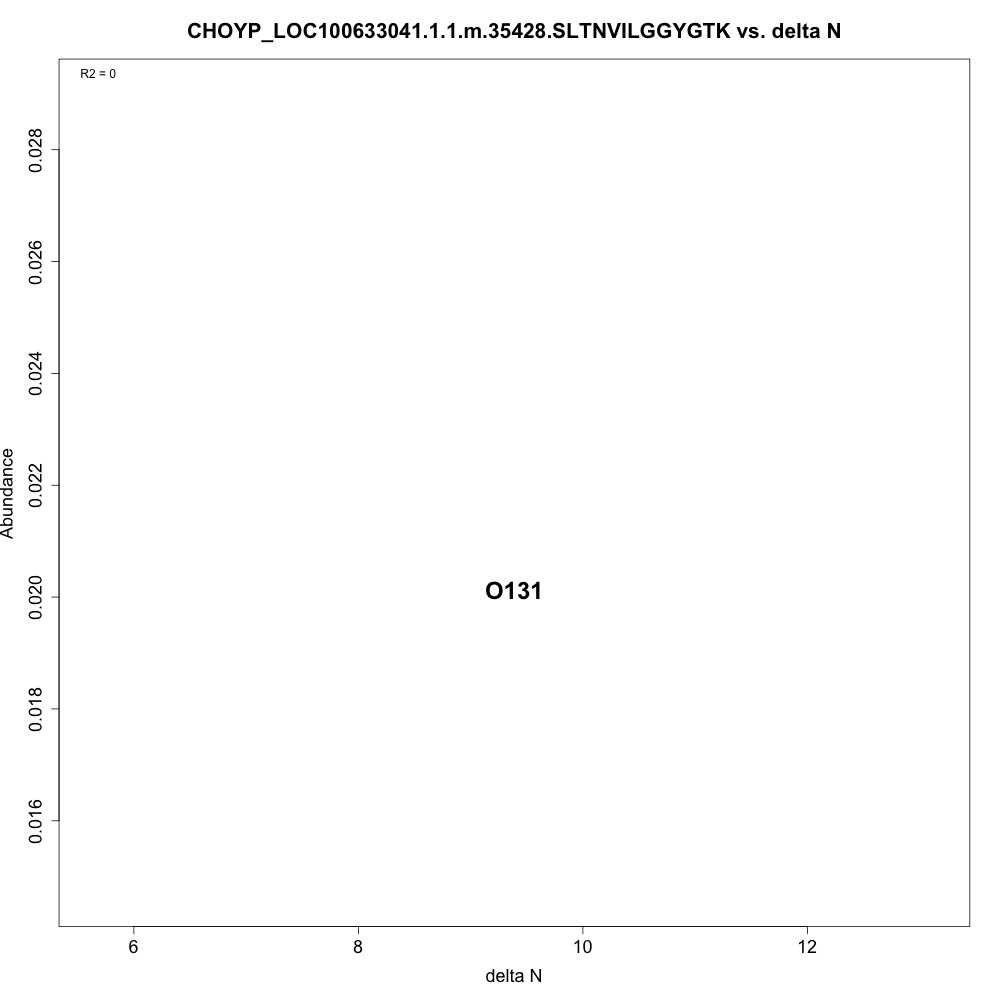 CHOYP_LOC100633041.1.1.m.35428.SLTNVILGGYGTK vs. delta N
R2 = 0
0.028
0.026
0.024
0.022
0.020
0.018
0.016
Abundance
O131
6 8 10 12
delta N